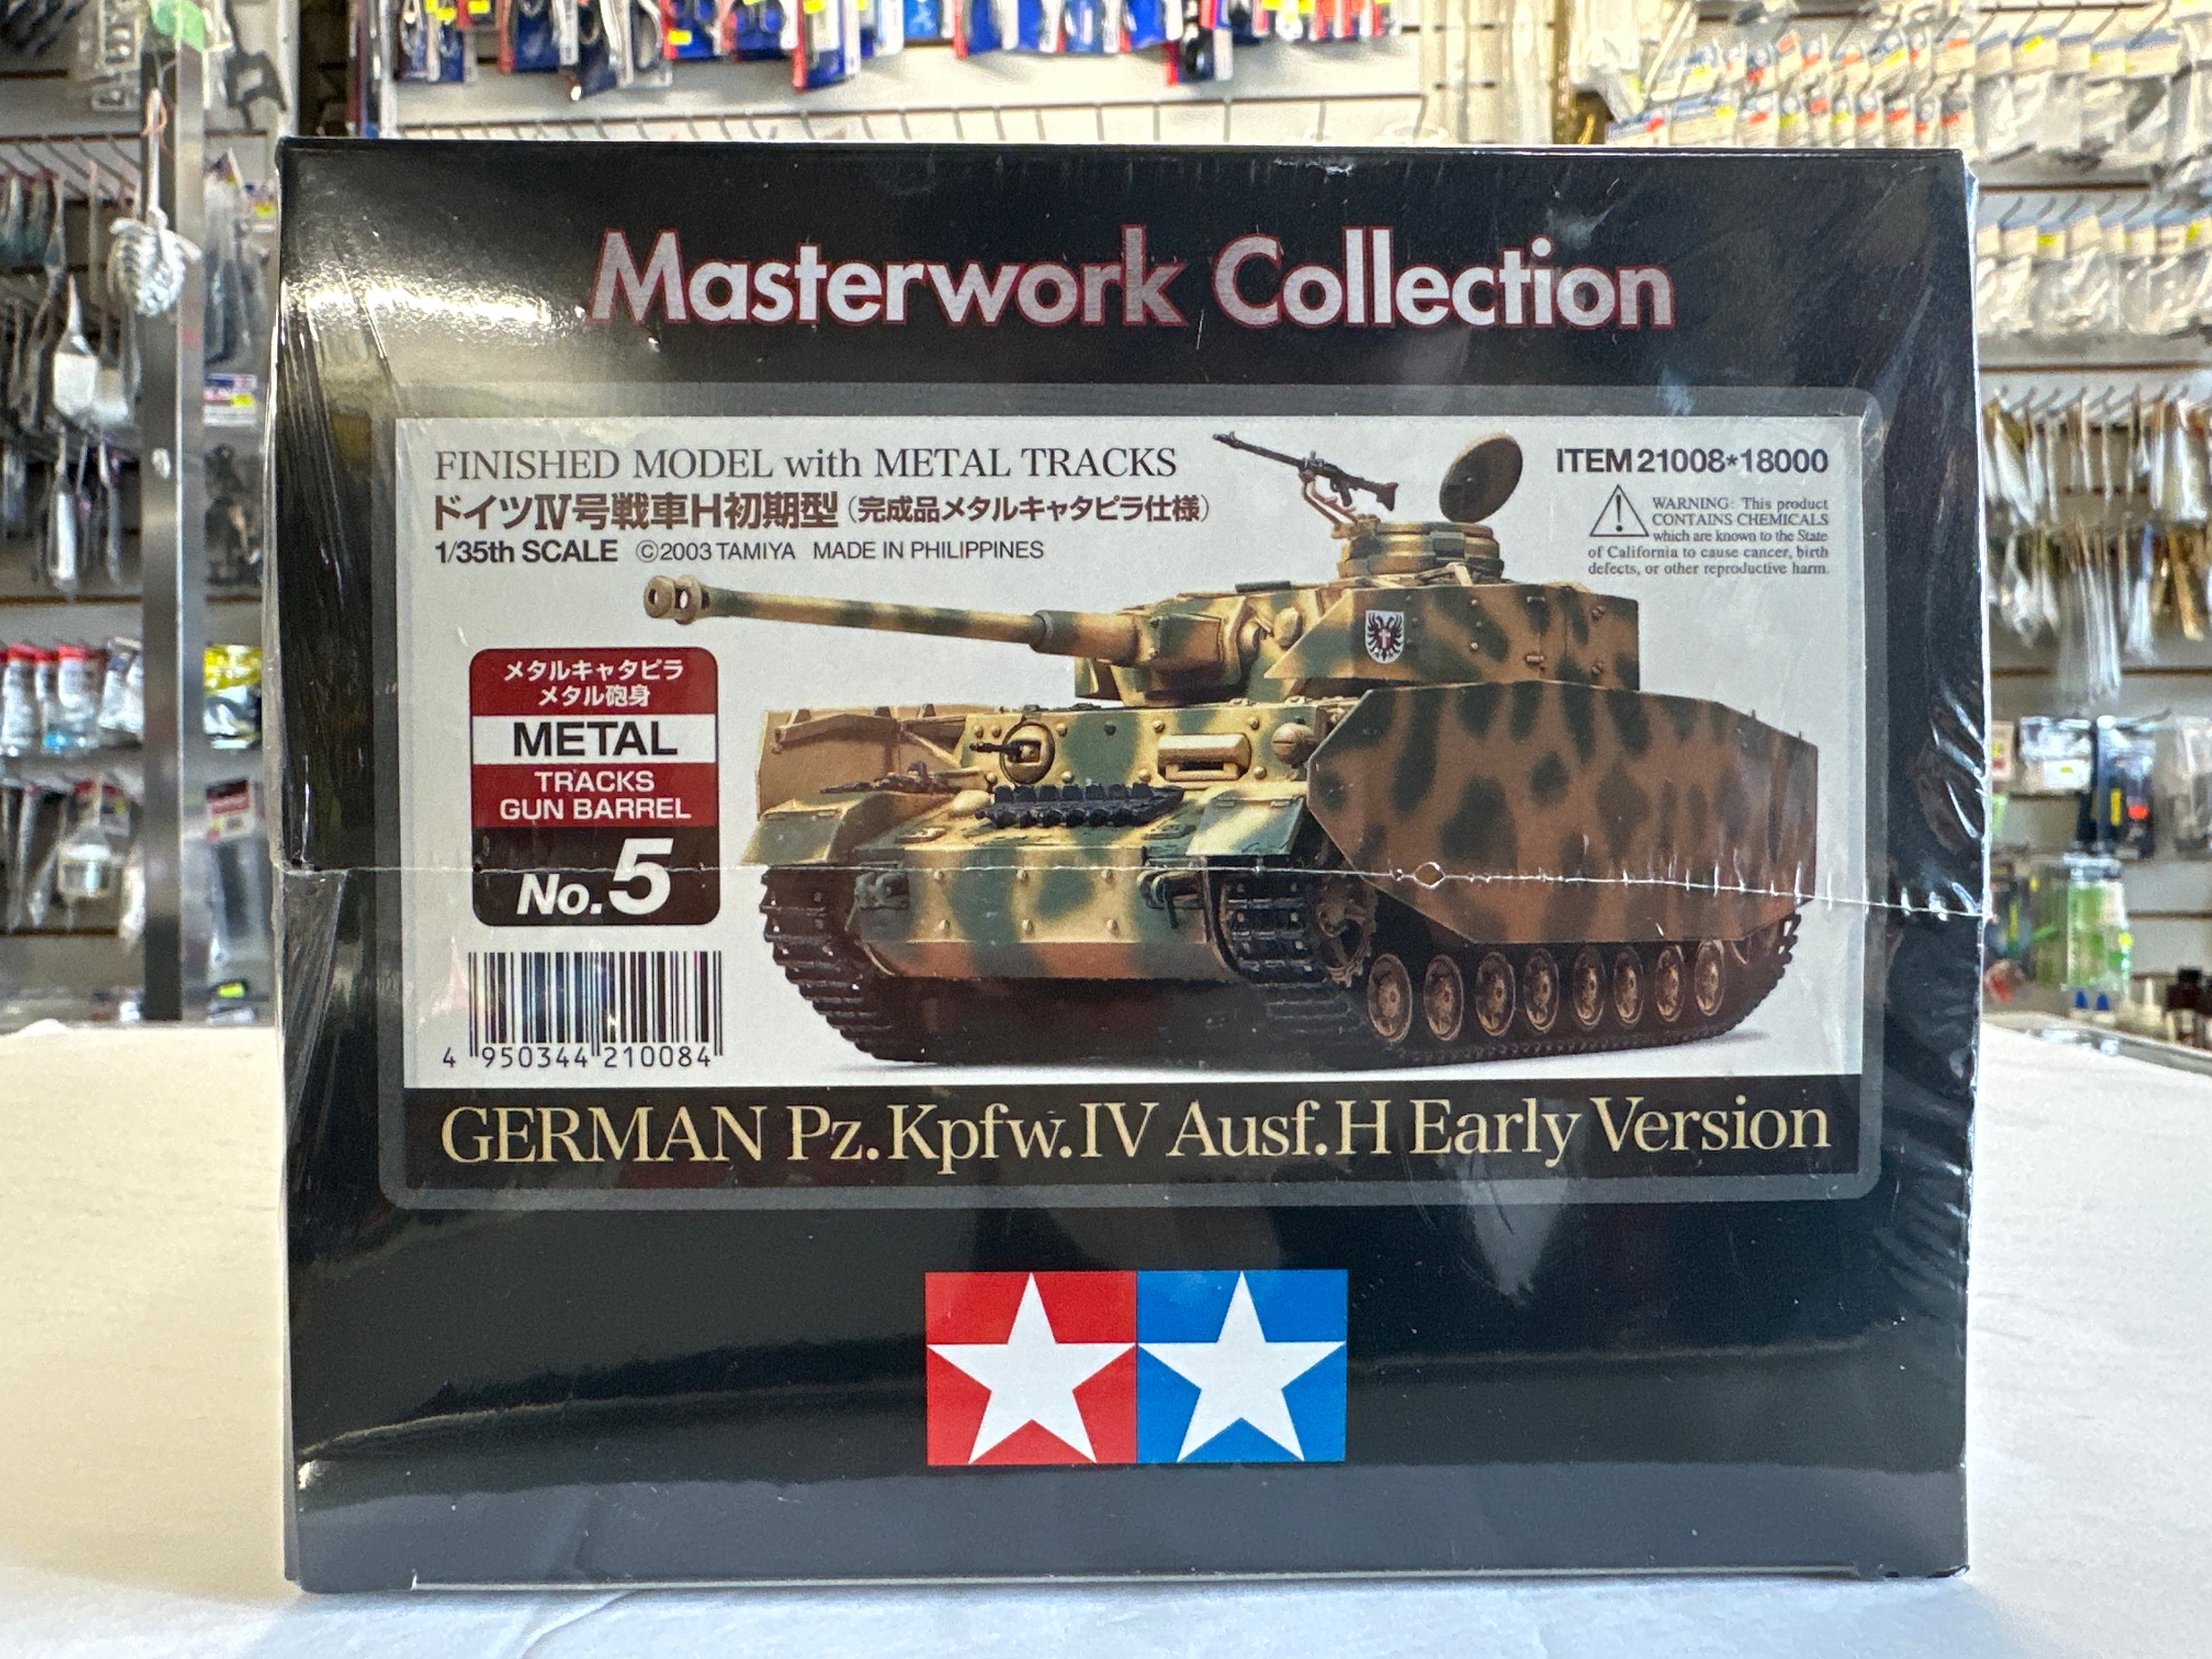 Masterwork Collection
FINISHED MODEL with METAL TRACKS
ドイツⅣ号戦車H初期型（完成品メタルキャタピラ仕様）
1/35th SCALE ©2003 TAMIYA MADE IN PHILIPPINES
ITEM 21008*18000
WARNING: This product
CONTAINS CHEMICALS
which are known to the State
of California to cause cancer, birth
defects, or other reproductive harm.
メタルキャタピラ
メタル砲身
METAL
TRACKS
GUN BARREL
No.5
4 950344 210084
GERMAN Pz.Kpfw.IV Ausf.H Early Version